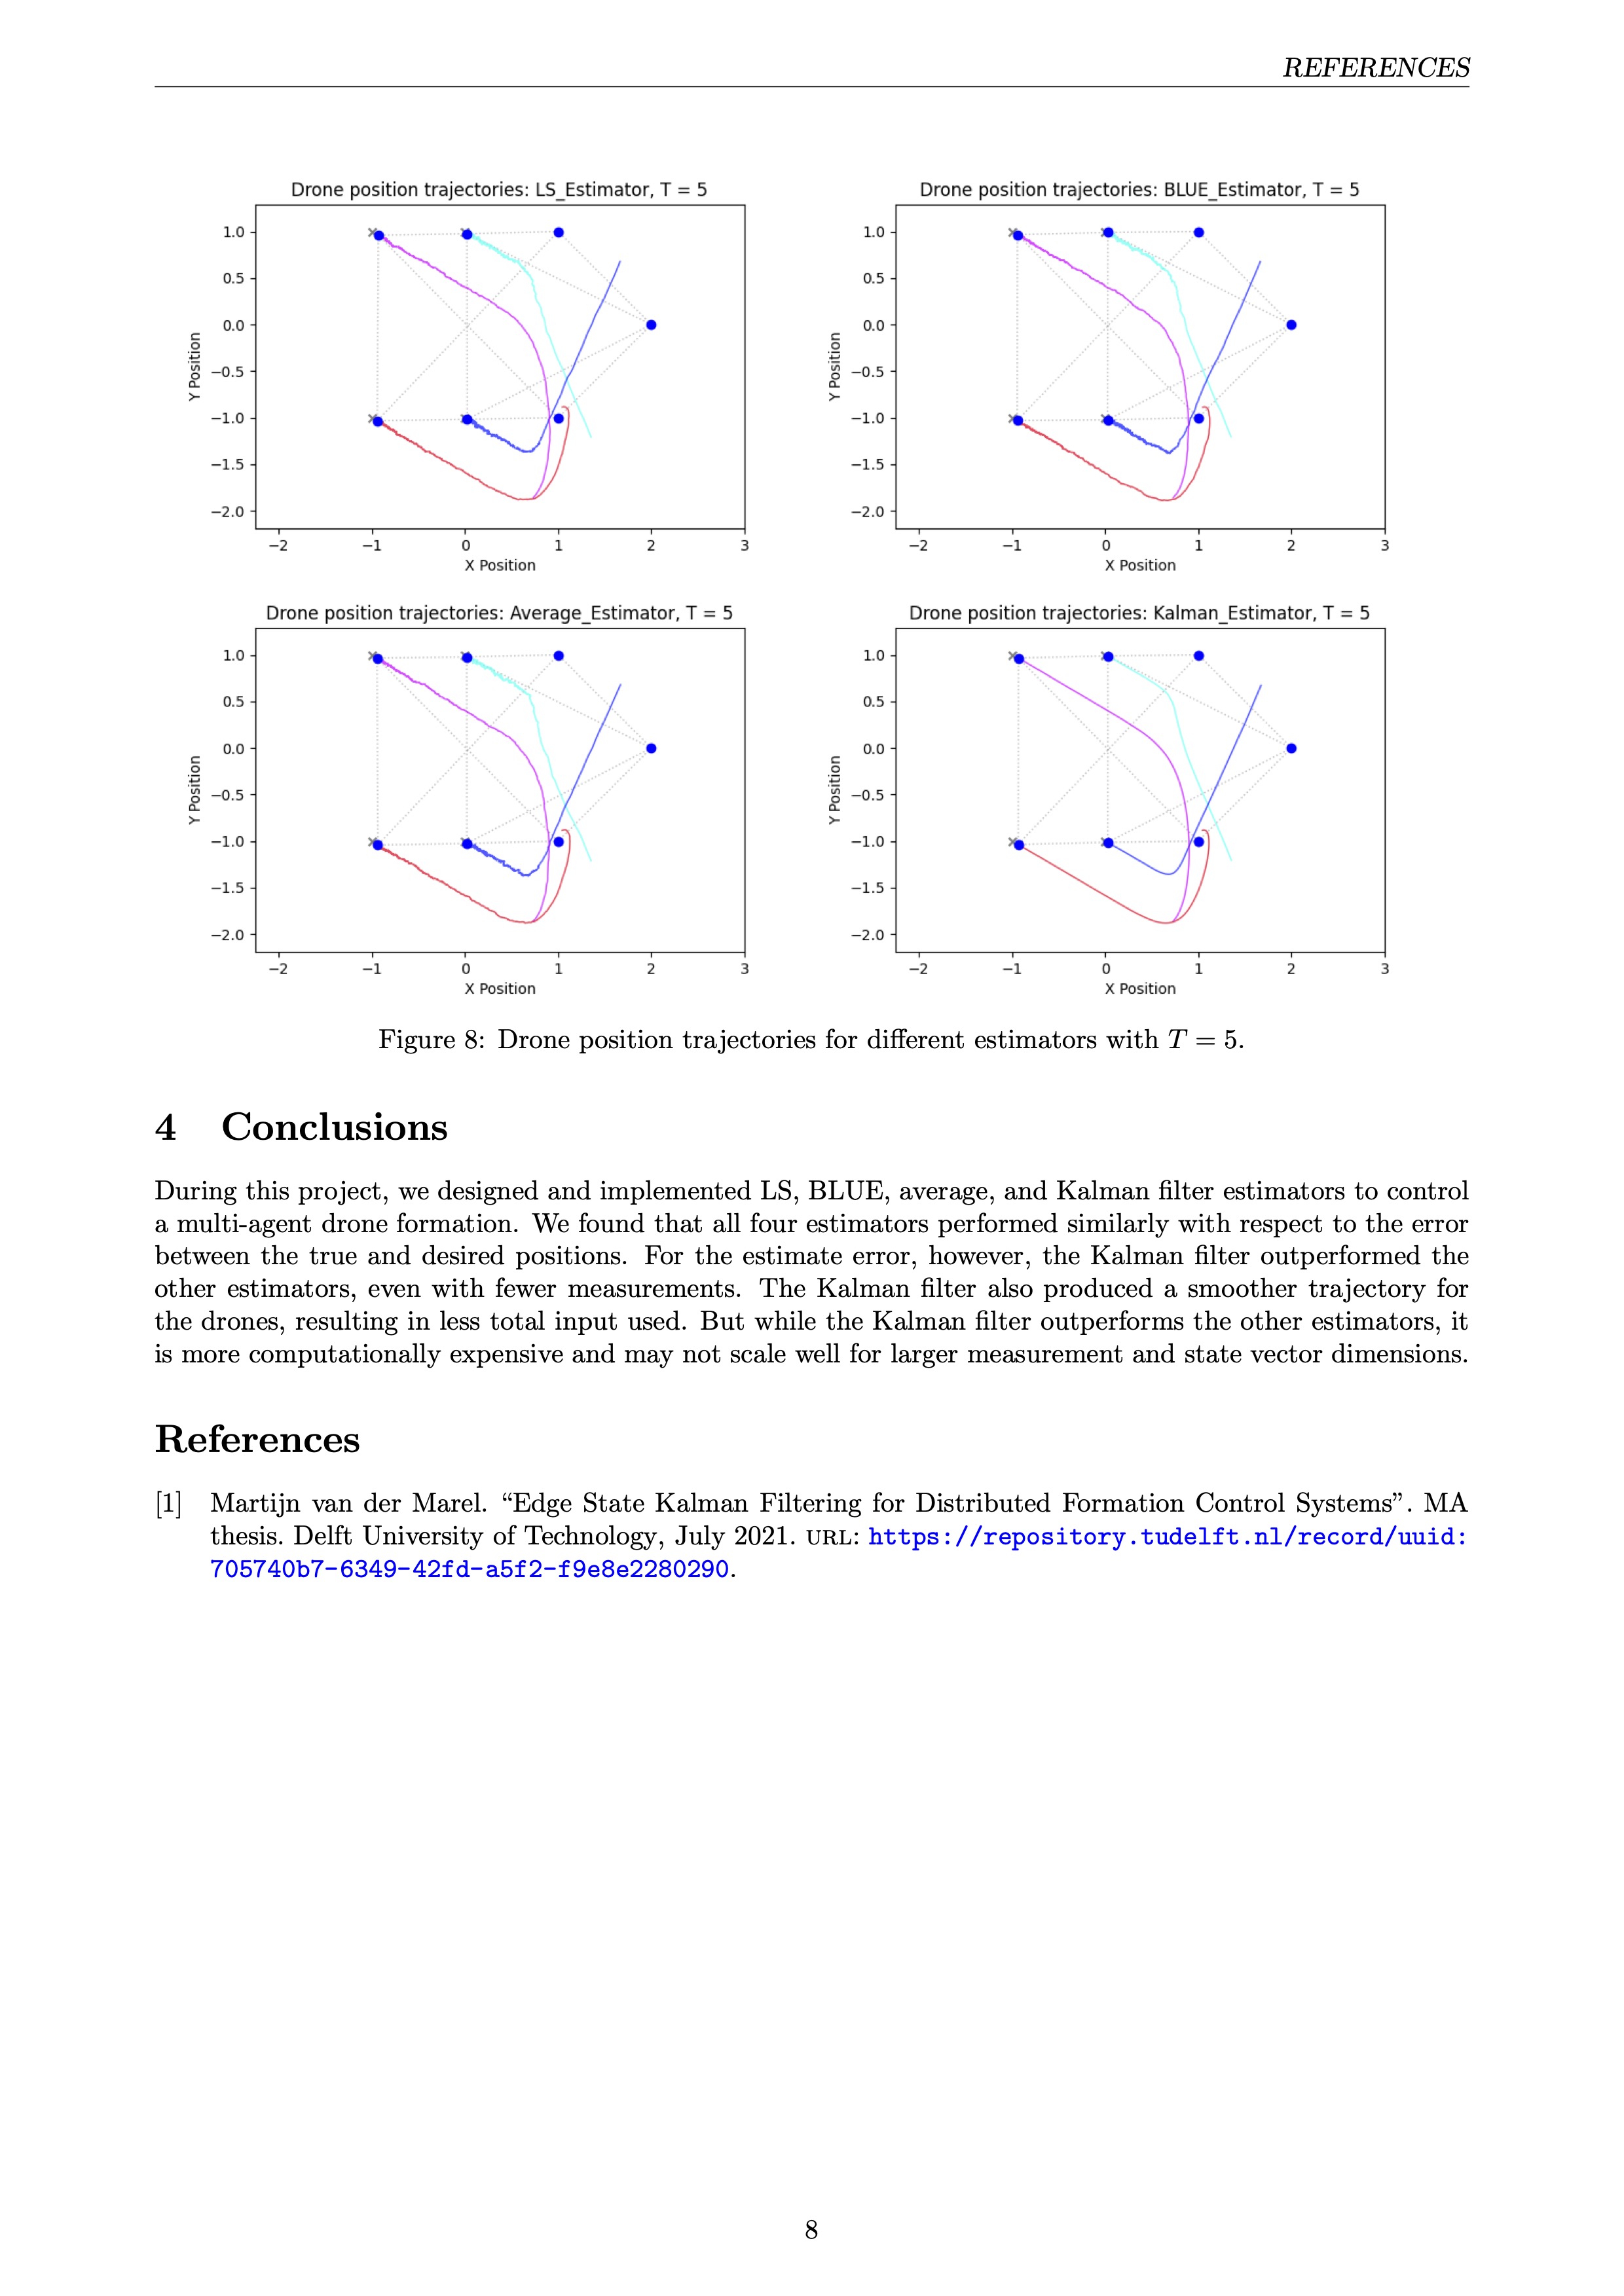 REFERENCES
Drone position trajectories: LS_Estimator, T = 5
1.0
0.5
0.0
−0.5
−1.0
−1.5
−2.0
Y Position
−2 −1 0 1 2 3
X Position
Drone position trajectories: BLUE_Estimator, T = 5
1.0
0.5
0.0
−0.5
−1.0
−1.5
−2.0
Y Position
−2 −1 0 1 2 3
X Position
Drone position trajectories: Average_Estimator, T = 5
1.0
0.5
0.0
−0.5
−1.0
−1.5
−2.0
Y Position
−2 −1 0 1 2 3
X Position
Drone position trajectories: Kalman_Estimator, T = 5
1.0
0.5
0.0
−0.5
−1.0
−1.5
−2.0
Y Position
−2 −1 0 1 2 3
X Position
Figure 8: Drone position trajectories for different estimators with T = 5.
4 Conclusions
During this project, we designed and implemented LS, BLUE, average, and Kalman filter estimators to control
a multi-agent drone formation. We found that all four estimators performed similarly with respect to the error
between the true and desired positions. For the estimate error, however, the Kalman filter outperformed the
other estimators, even with fewer measurements. The Kalman filter also produced a smoother trajectory for
the drones, resulting in less total input used. But while the Kalman filter outperforms the other estimators, it
is more computationally expensive and may not scale well for larger measurement and state vector dimensions.
References
[1] Martijn van der Marel. “Edge State Kalman Filtering for Distributed Formation Control Systems”. MA
thesis. Delft University of Technology, July 2021. URL: https://repository.tudelft.nl/record/uuid:
705740b7-6349-42fd-a5f2-f9e8e2280290.
8